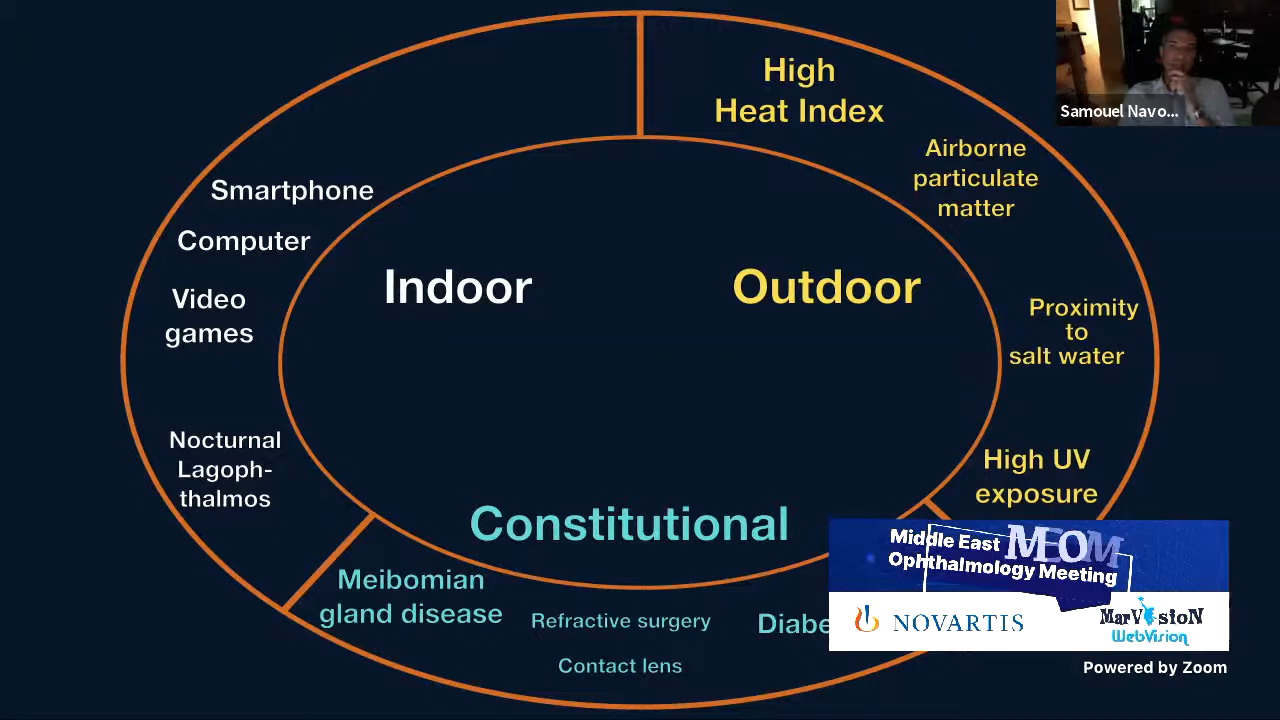 High
Heat Index
Samouel Navo...
Airborne
particulate
matter
Smartphone
Computer
Video
games
Indoor
Outdoor
Proximity
to
salt water
Nocturnal
Lagoph-
thalmos
High UV
exposure
Constitutional
Meibomian
gland disease
Refractive surgery
Diabe
Contact lens
Middle East MEOM
Ophthalmology Meeting
NOVARTIS
MarVision
WebVision
Powered by Zoom